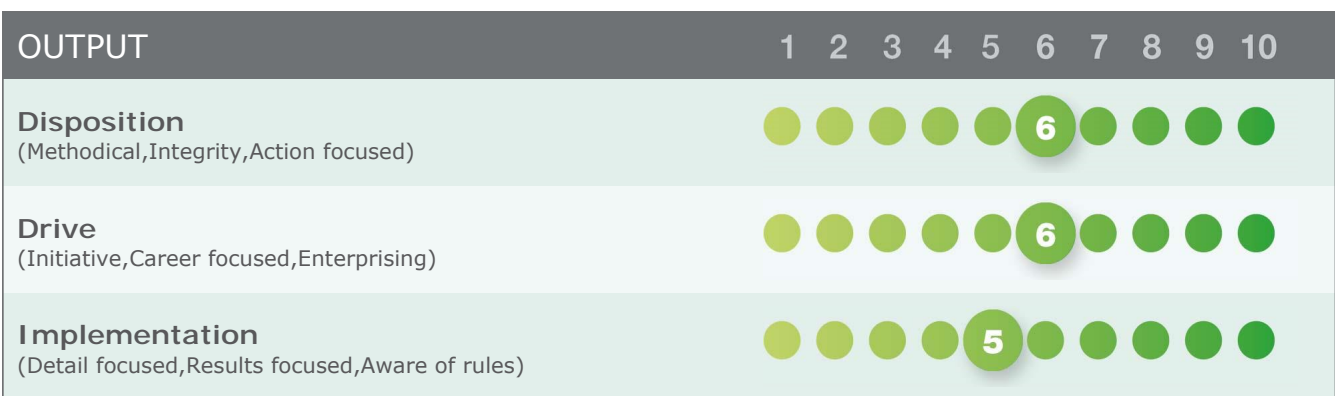 OUTPUT 1 2 3 4 5 6 7 8 9 10
Disposition
(Methodical,Integrity,Action focused)
6
Drive
(Initiative,Career focused,Enterprising)
6
Implementation
(Detail focused,Results focused,Aware of rules)
5